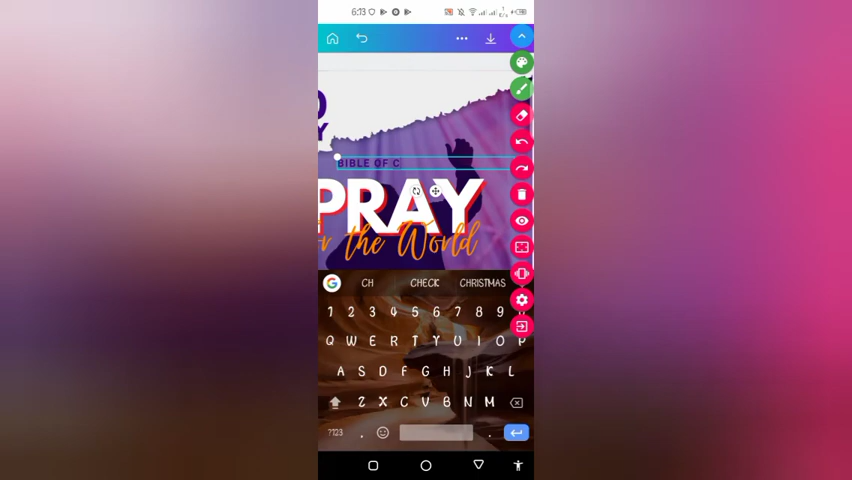 6:13
BIBLE OF C
PRAY
r the World
G CH CHECK CHRISTMAS
1 2 3 4 5 6 7 8 9
Q W E R T Y U I O P
A S D F G H J K L
Z X C V B N M
?123 , .